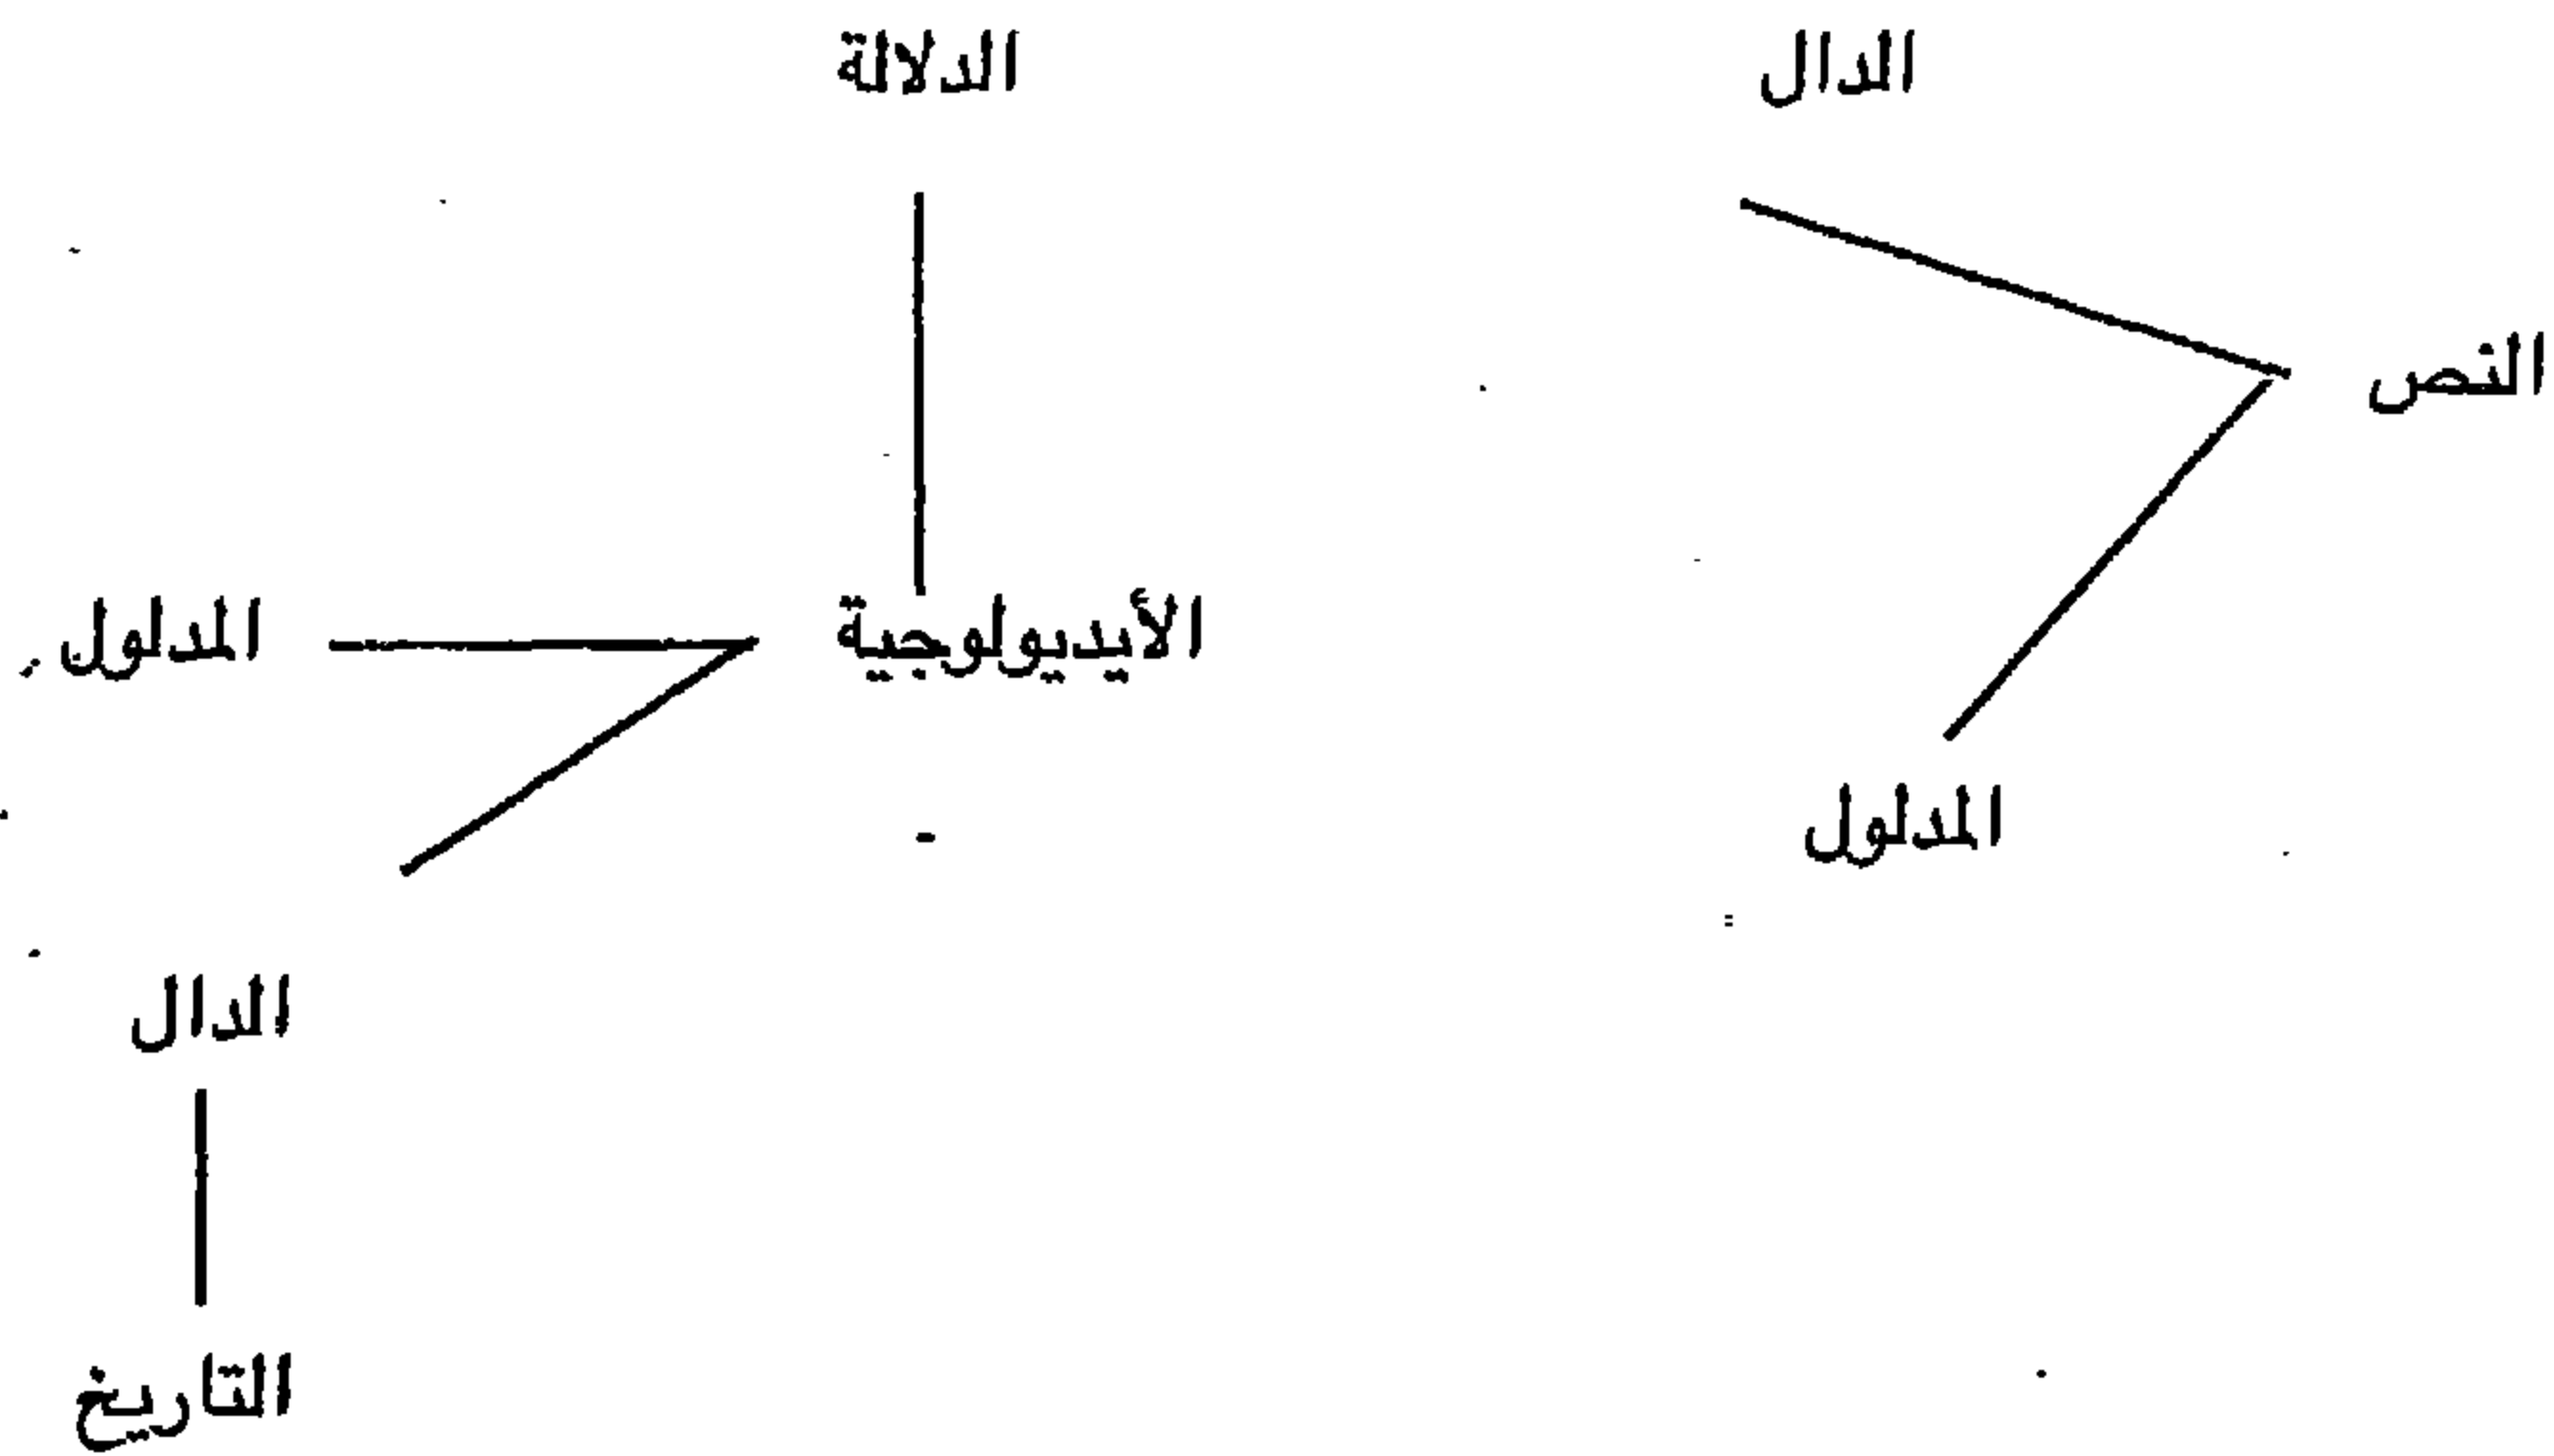 الدال الدلالة
النص
الأيديولوجية المدلول
المدلول
الدال
التاريخ